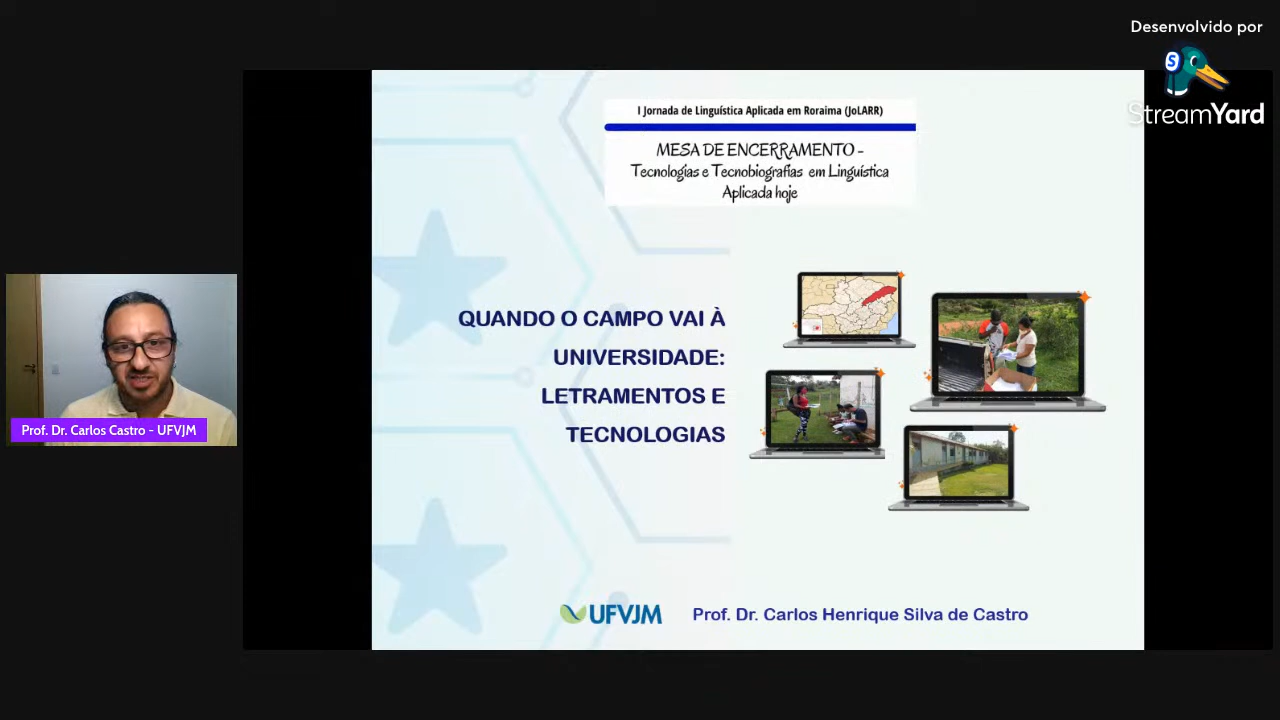 Desenvolvido por
StreamYard
I Jornada de Linguística Aplicada em Roraima (JoLARR)
MESA DE ENCERRAMENTO -
Tecnologias e Tecnobiografias em Linguística
Aplicada hoje
QUANDO O CAMPO VAI À
UNIVERSIDADE:
LETRAMENTOS E
TECNOLOGIAS
Prof. Dr. Carlos Castro - UFVJM
UFVJM
Prof. Dr. Carlos Henrique Silva de Castro